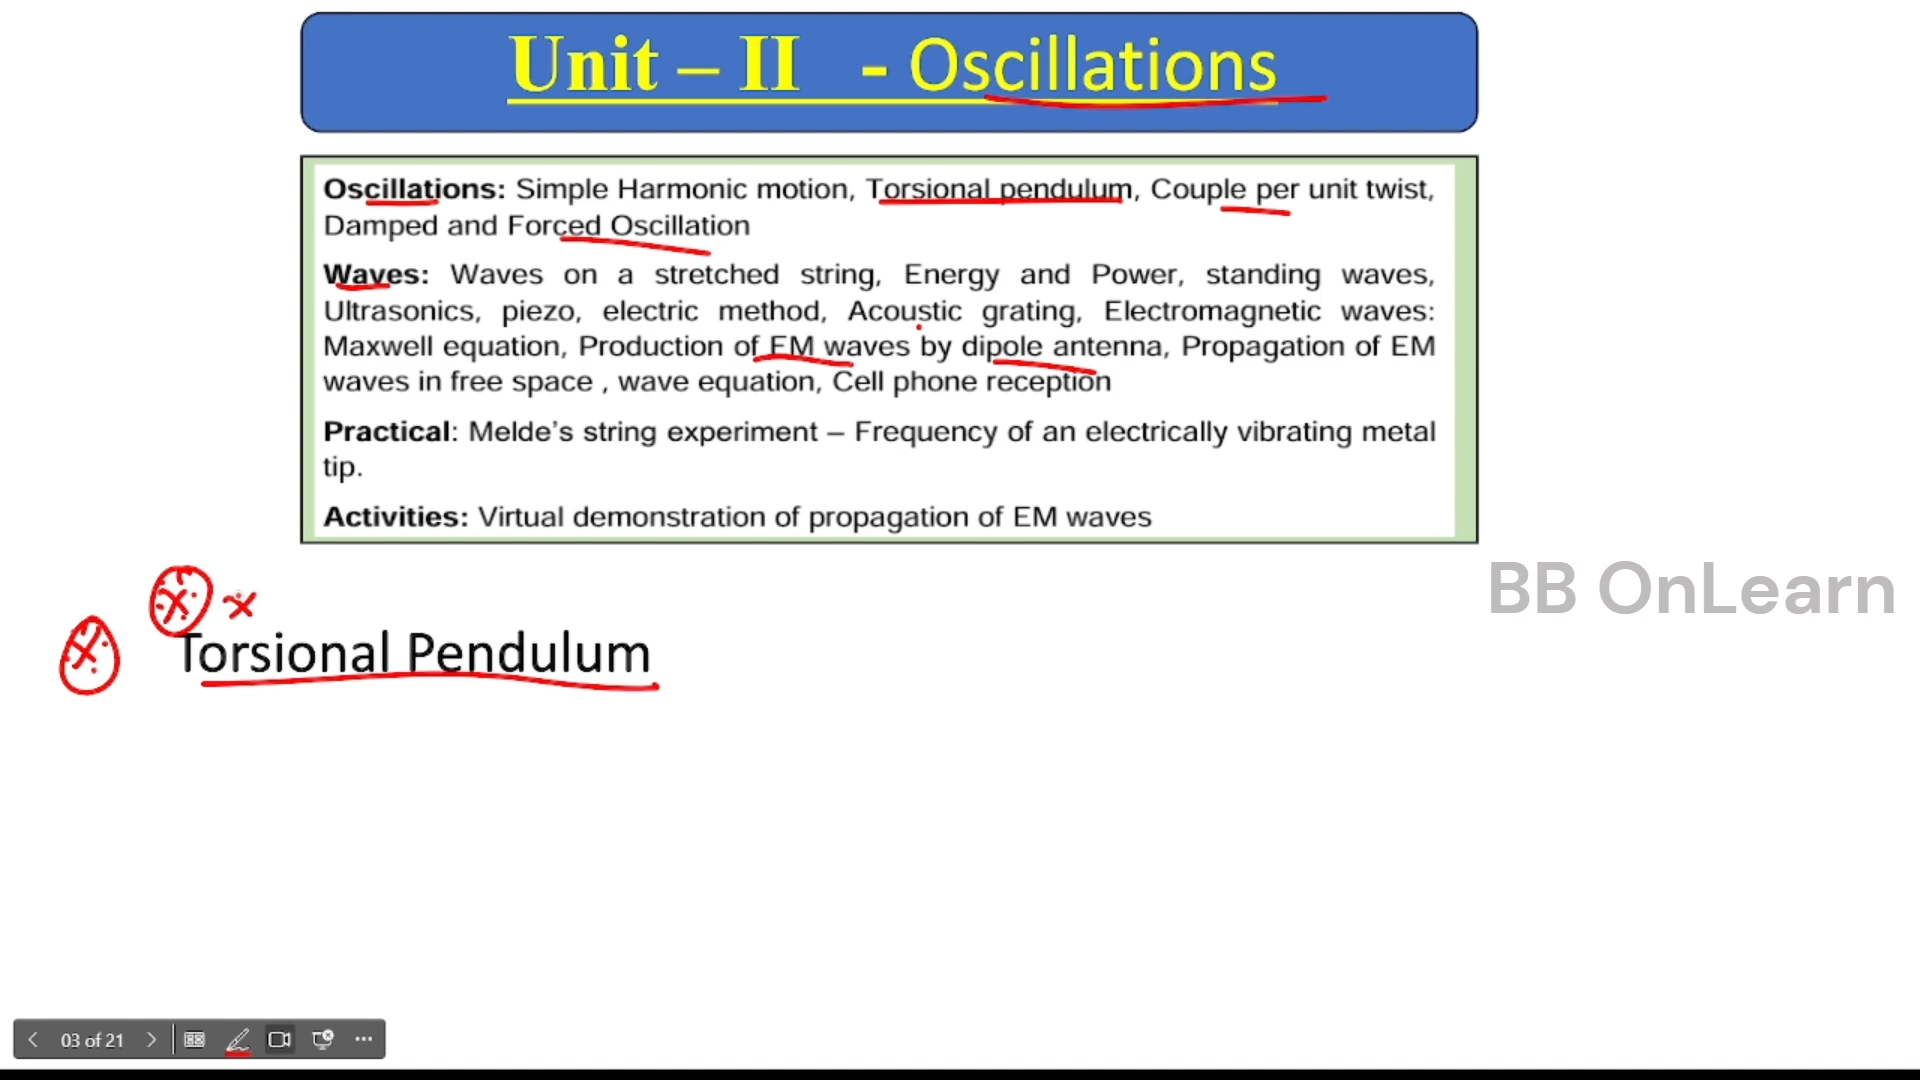 Unit – II - Oscillations
Oscillations: Simple Harmonic motion, Torsional pendulum, Couple per unit twist,
Damped and Forced Oscillation
Waves: Waves on a stretched string, Energy and Power, standing waves,
Ultrasonics, piezo, electric method, Acoustic grating, Electromagnetic waves:
Maxwell equation, Production of EM waves by dipole antenna, Propagation of EM
waves in free space , wave equation, Cell phone reception
Practical: Melde’s string experiment – Frequency of an electrically vibrating metal
tip.
Activities: Virtual demonstration of propagation of EM waves
BB OnLearn
Torsional Pendulum
03 of 21